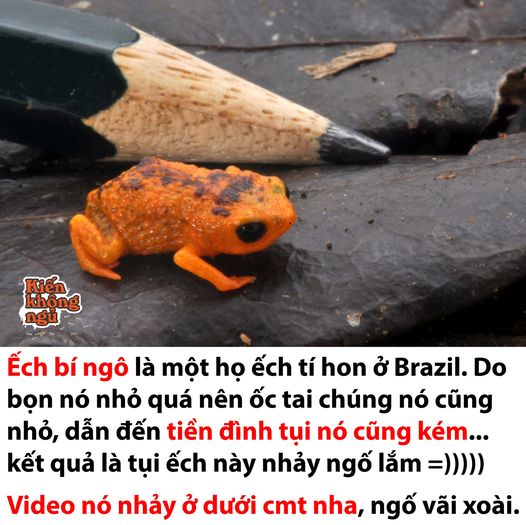 Kiến
không
ngủ
Ếch bí ngô là một họ ếch tí hon ở Brazil. Do
bọn nó nhỏ quá nên ốc tai chúng nó cũng
nhỏ, dẫn đến tiền đình tụi nó cũng kém...
kết quả là tụi ếch này nhảy ngố lắm =)))))
Video nó nhảy ở dưới cmt nha, ngố vãi xoài.